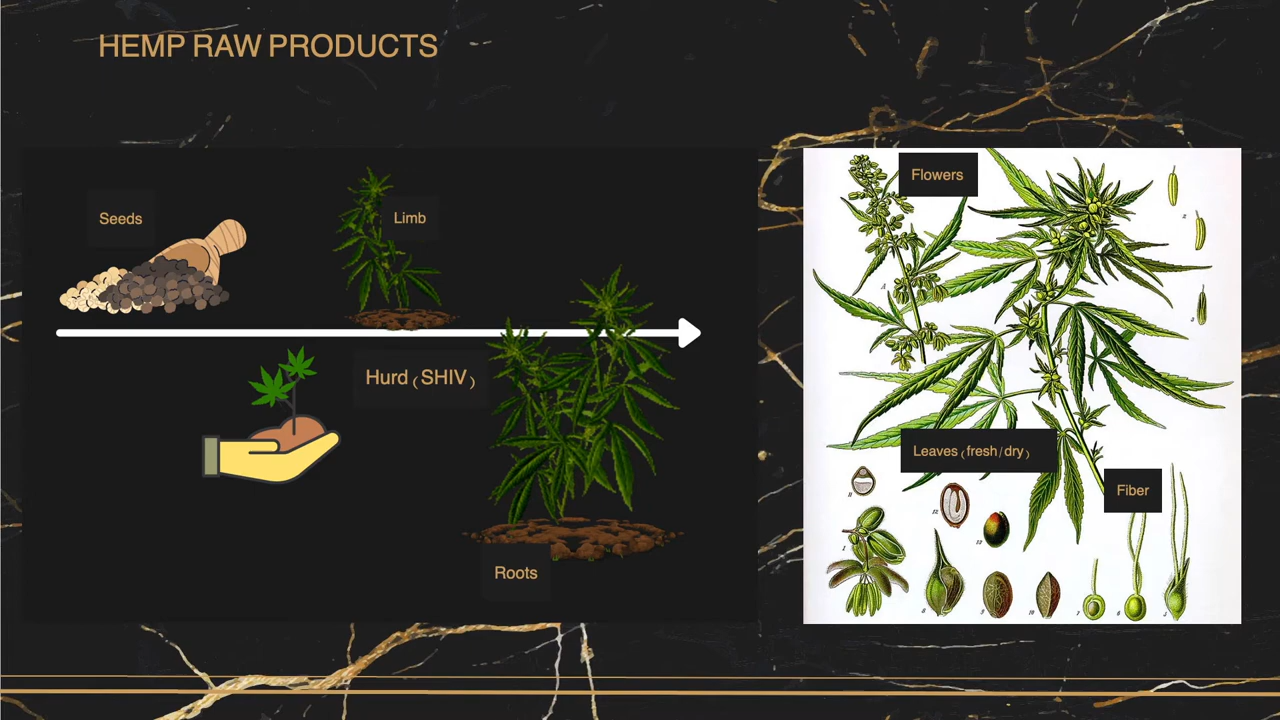 HEMP RAW PRODUCTS
Seeds
Limb
Hurd (SHIV)
Roots
Flowers
Leaves (fresh/dry)
Fiber